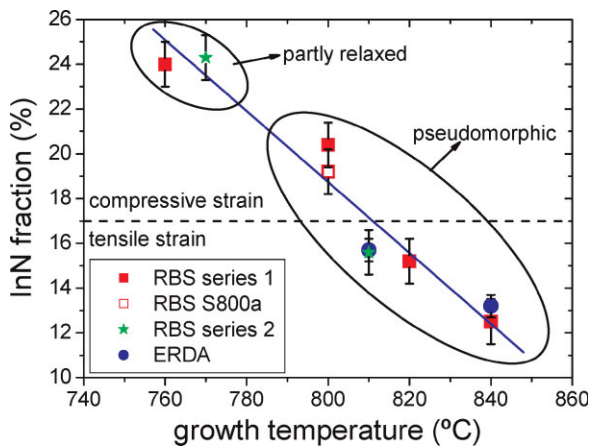 26
24
22
20
18
16
14
12
10
InN fraction (%)
partly relaxed
pseudomorphic
compressive strain
tensile strain
RBS series 1
RBS S800a
RBS series 2
ERDA
740 760 780 800 820 840 860
growth temperature (ºC)